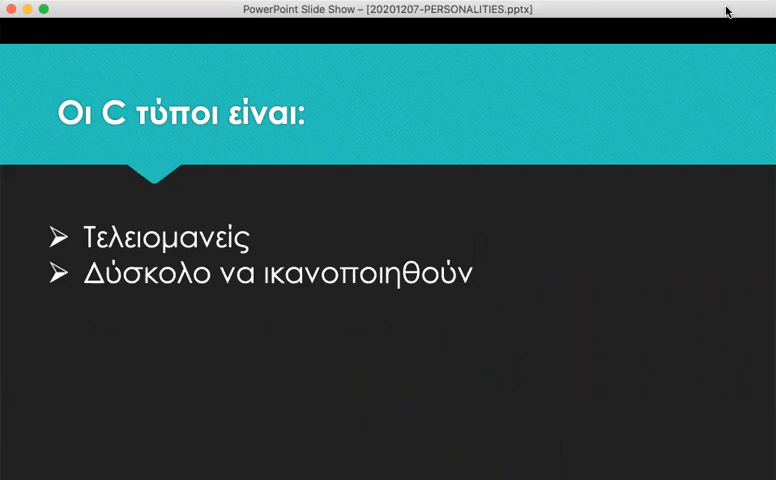 PowerPoint Slide Show – [20201207-PERSONALITIES.pptx]
Οι C τύποι είναι:
➢ Τελειομανείς
➢ Δύσκολο να ικανοποιηθούν